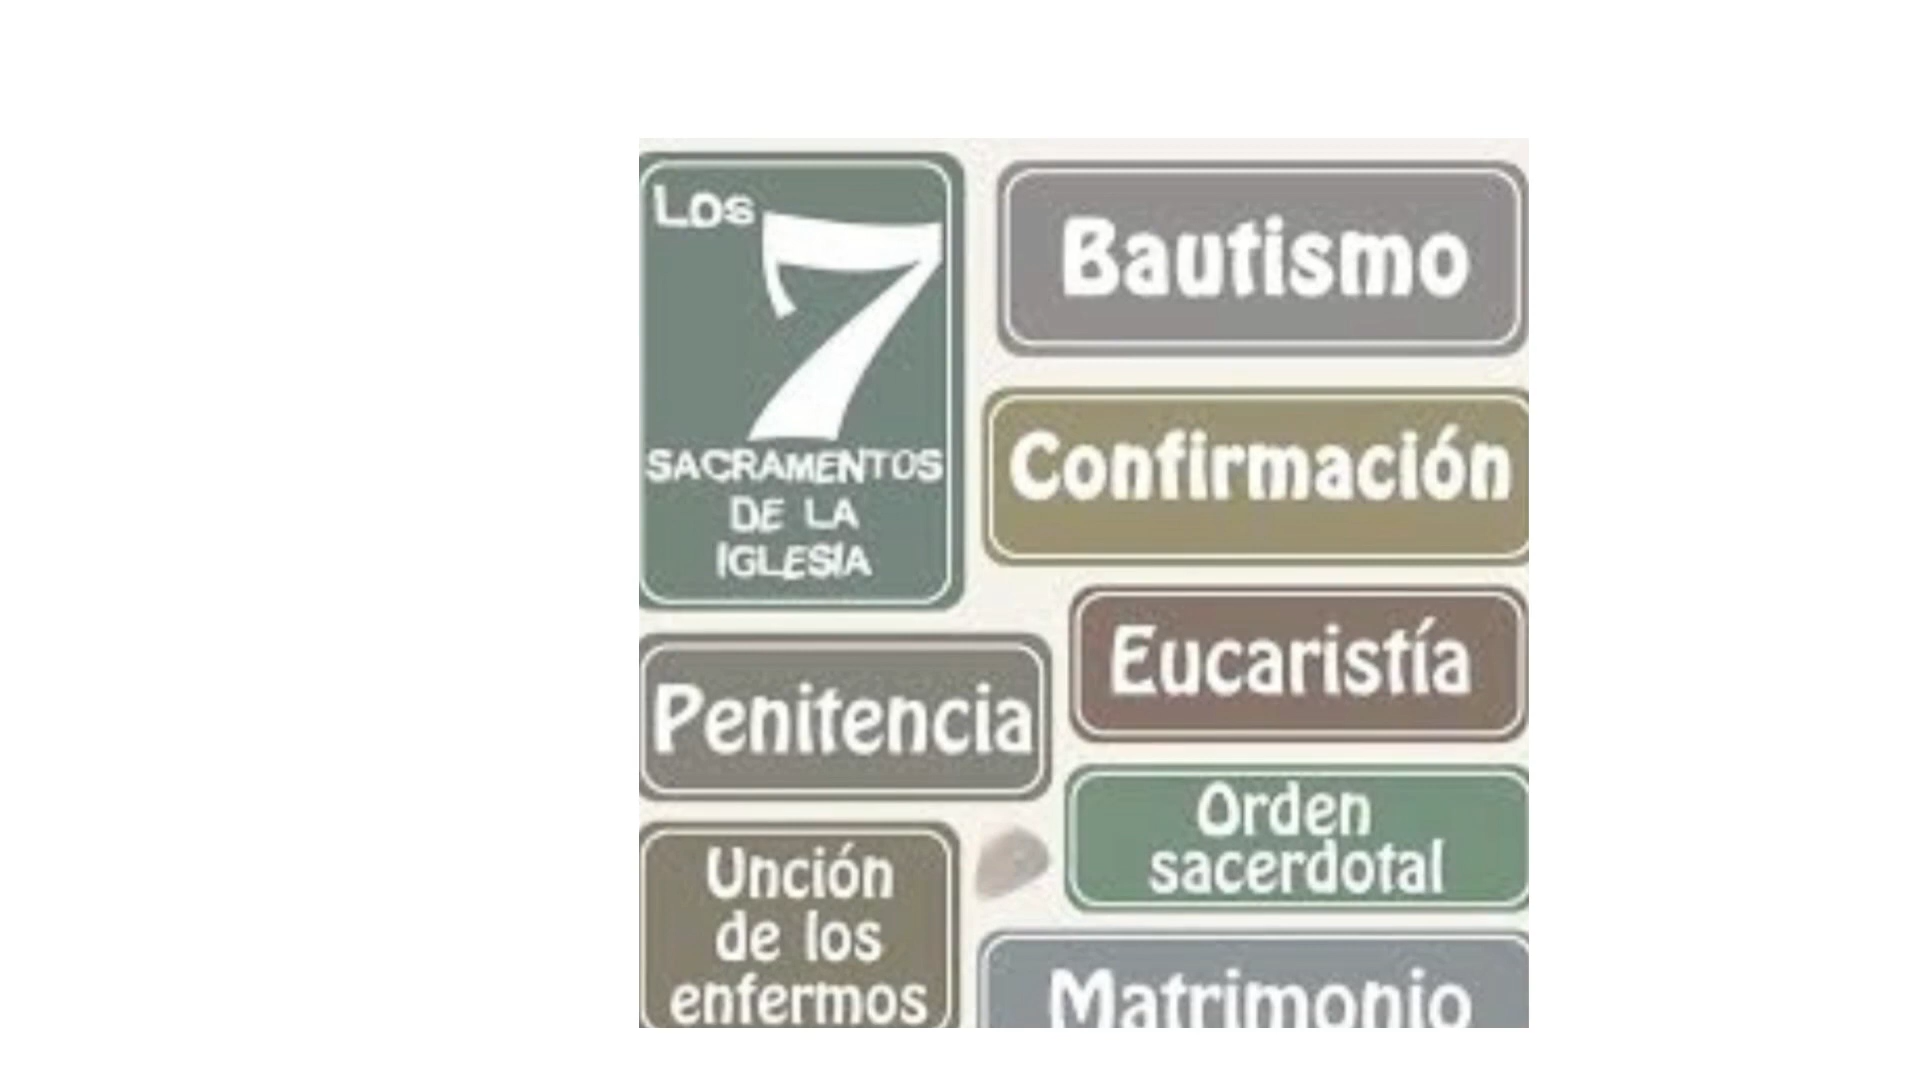 Los
7
SACRAMENTOS
DE LA
IGLESIA
Bautismo
Confirmación
Eucaristía
Penitencia
Orden
sacerdotal
Unción
de los
enfermos
Matrimonio